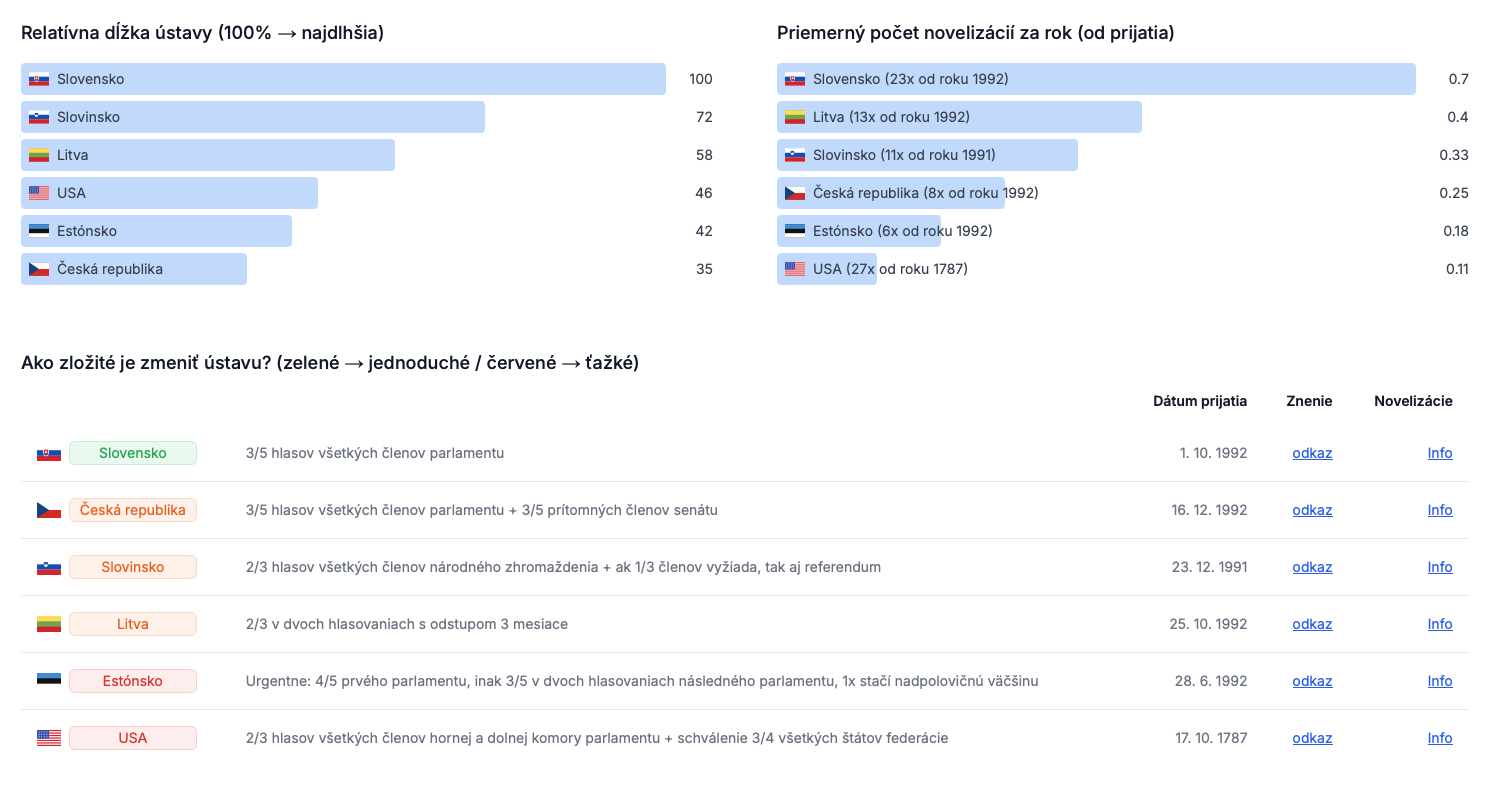 Relatívna dĺžka ústavy (100% → najdlhšia)
Slovensko 100
Slovinsko 72
Litva 58
USA 46
Estónsko 42
Česká republika 35
Priemerný počet novelizácií za rok (od prijatia)
Slovensko (23x od roku 1992) 0.7
Litva (13x od roku 1992) 0.4
Slovinsko (11x od roku 1991) 0.33
Česká republika (8x od roku 1992) 0.25
Estónsko (6x od roku 1992) 0.18
USA (27x od roku 1787) 0.11
Ako zložité je zmeniť ústavu? (zelené → jednoduché / červené → ťažké)
Dátum prijatia Znenie Novelizácie
Slovensko 3/5 hlasov všetkých členov parlamentu 1. 10. 1992 odkaz Info
Česká republika 3/5 hlasov všetkých členov parlamentu + 3/5 prítomných členov senátu 16. 12. 1992 odkaz Info
Slovinsko 2/3 hlasov všetkých členov národného zhromaždenia + ak 1/3 členov vyžiada, tak aj referendum 23. 12. 1991 odkaz Info
Litva 2/3 v dvoch hlasovaniach s odstupom 3 mesiace 25. 10. 1992 odkaz Info
Estónsko Urgentne: 4/5 prvého parlamentu, inak 3/5 v dvoch hlasovaniach následného parlamentu, 1x stačí nadpolovičnú väčšinu 28. 6. 1992 odkaz Info
USA 2/3 hlasov všetkých členov hornej a dolnej komory parlamentu + schválenie 3/4 všetkých štátov federácie 17. 10. 1787 odkaz Info